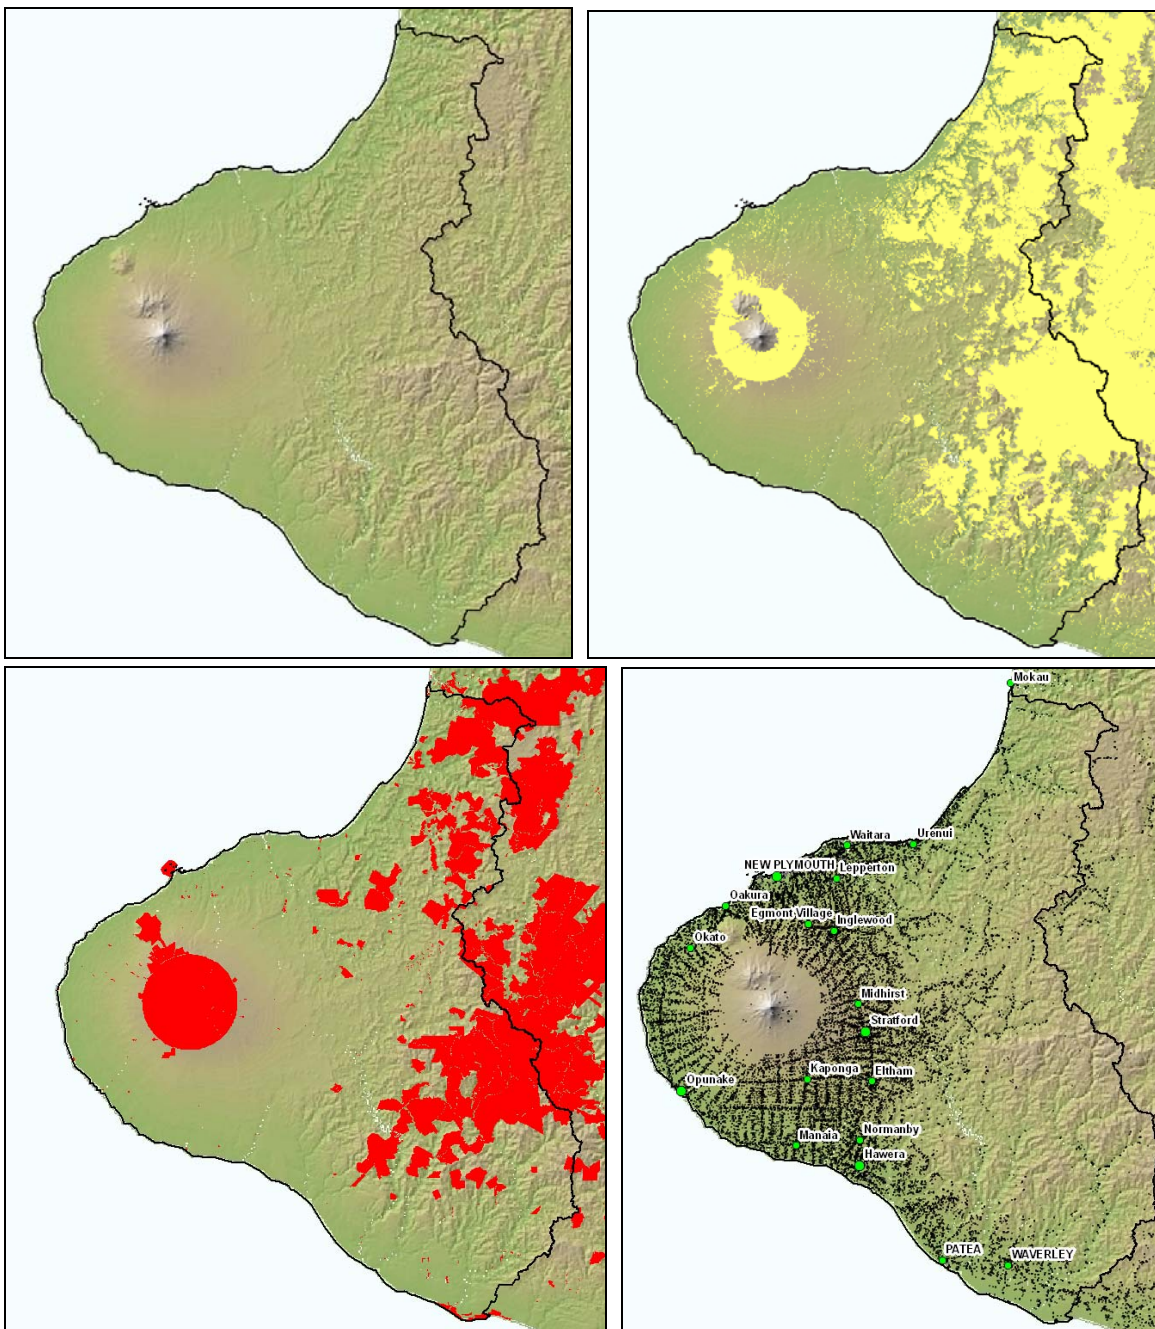 Mokau
Waitara
Urenui
NEW PLYMOUTH
Lepperton
Oakura
Egmont Village
Inglewood
Okato
Midhirst
Stratford
Kaponga
Eltham
Opunake
Normanby
Manaia
Hawera
PATEA
WAVERLEY